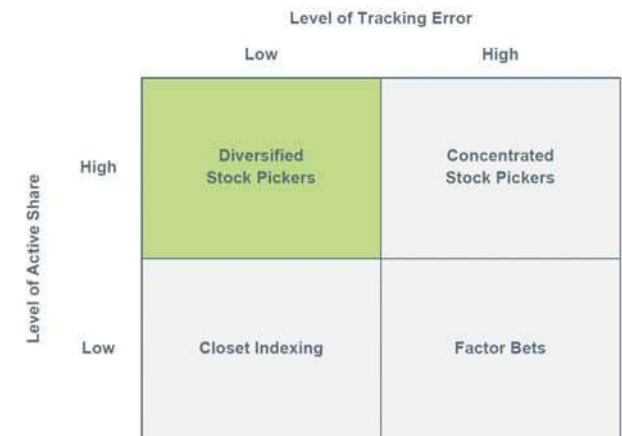 Level of Tracking Error
Low
High
Level of Active Share
High
Diversified
Stock Pickers
Concentrated
Stock Pickers
Low
Closet Indexing
Factor Bets